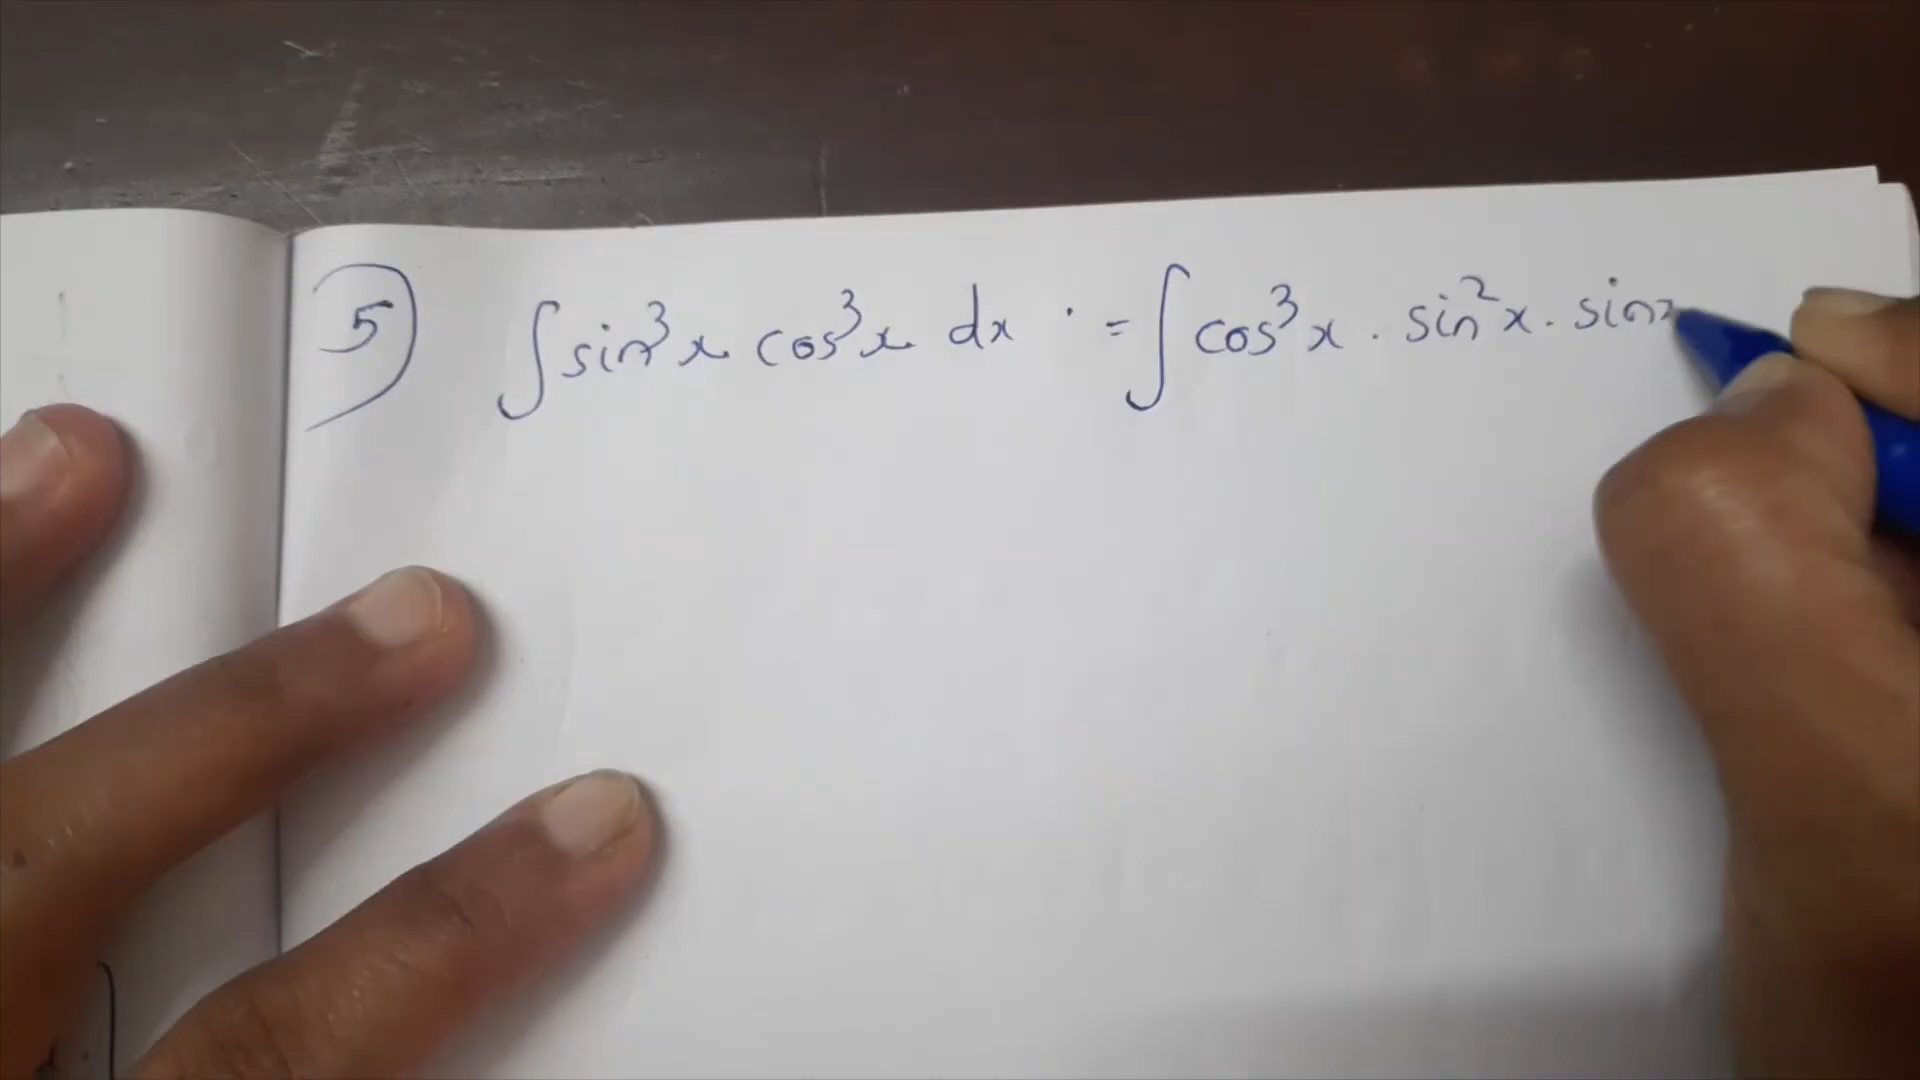 5) ∫sin³x cos³x dx . = ∫cos³x . sin²x . sinx